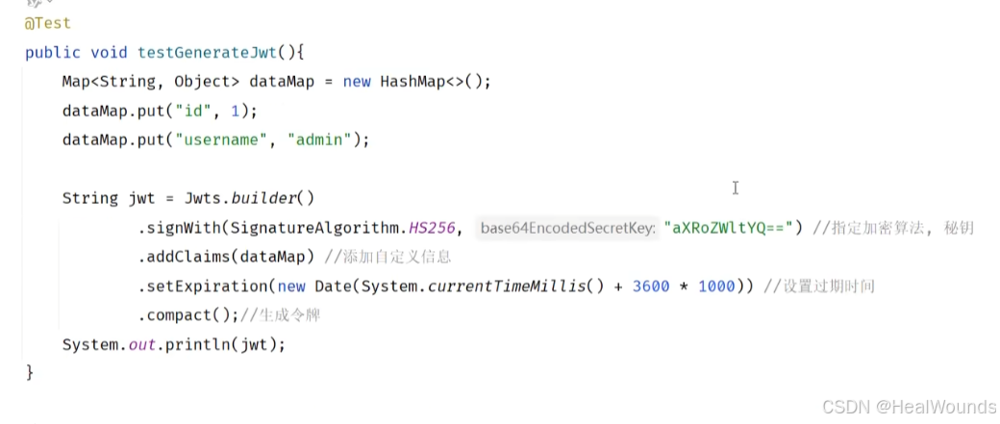 @Test
public void testGenerateJwt(){
Map<String, Object> dataMap = new HashMap<>();
dataMap.put("id", 1);
dataMap.put("username", "admin");
String jwt = Jwts.builder()
.signWith(SignatureAlgorithm.HS256, base64EncodedSecretKey: "aXRoZWltYQ==") //指定加密算法, 秘钥
.addClaims(dataMap) //添加自定义信息
.setExpiration(new Date(System.currentTimeMillis() + 3600 * 1000)) //设置过期时间
.compact();//生成令牌
System.out.println(jwt);
}
CSDN @HealWounds